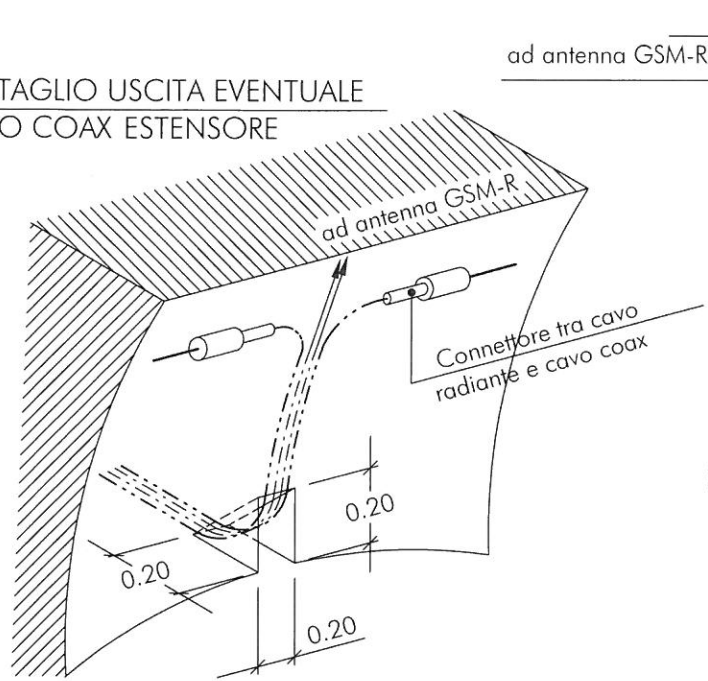 ad antenna GSM-R
TAGLIO USCITA EVENTUALE
O COAX ESTENSORE
ad antenna GSM-R
Connettore tra cavo
radiante e cavo coax
0.20
0.20
0.20